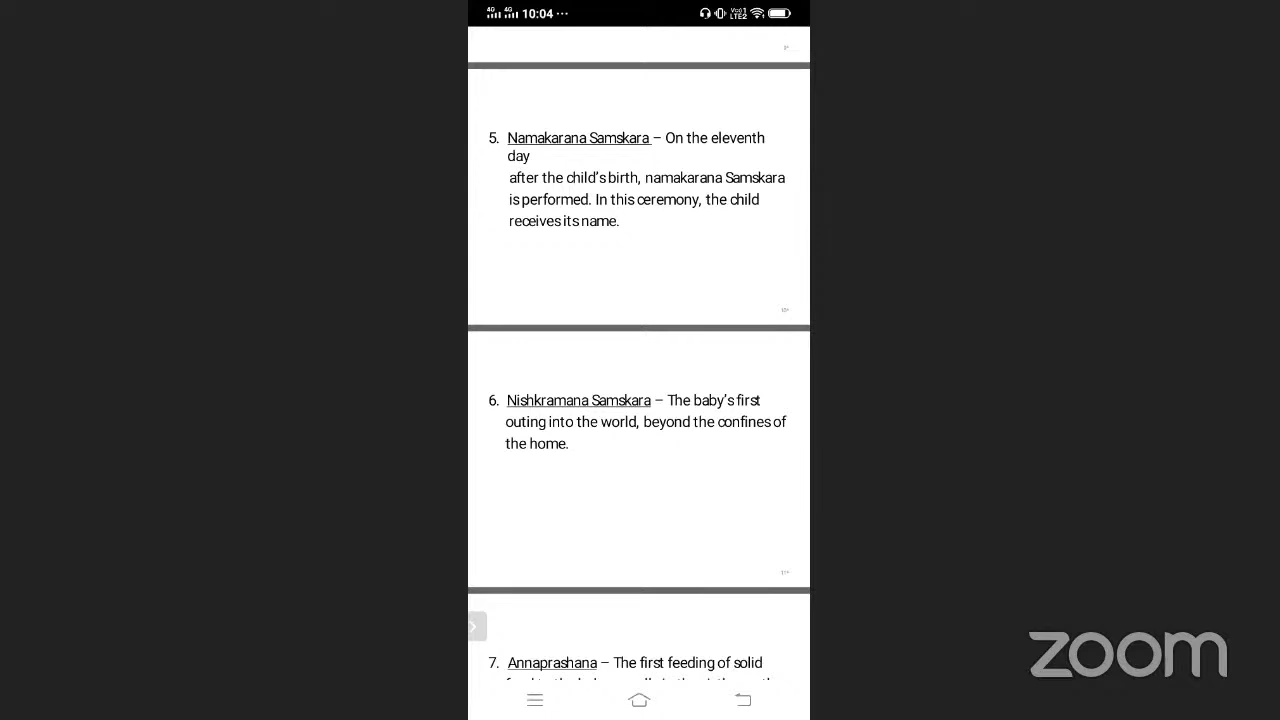 4G 4G 10:04 ...
LTE2
5. Namakarana Samskara – On the eleventh
day
after the child's birth, namakarana Samskara
is performed. In this ceremony, the child
receives its name.
6. Nishkramana Samskara – The baby's first
outing into the world, beyond the confines of
the home.
7. Annaprashana – The first feeding of solid
zoom